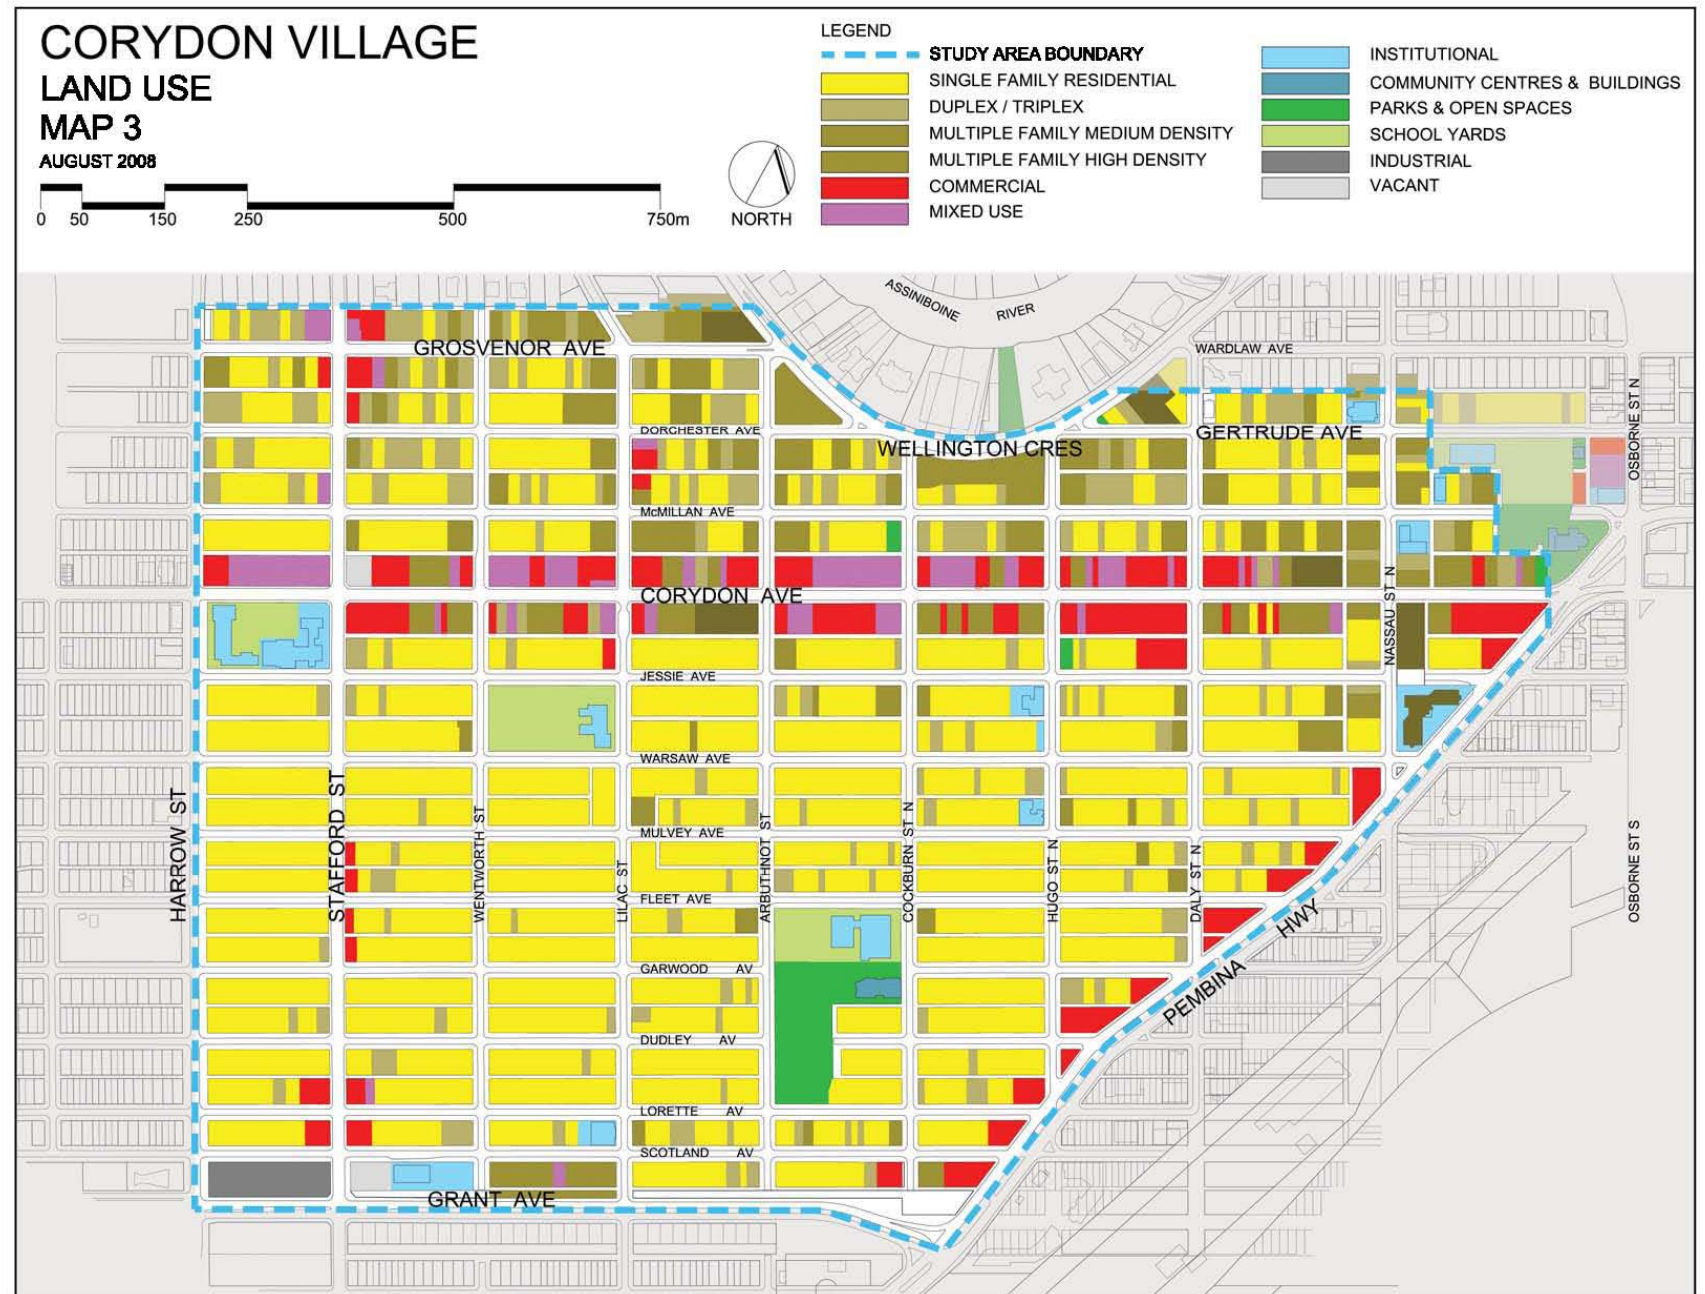 CORYDON VILLAGE
LAND USE
MAP 3
AUGUST 2008
0 50 150 250 500 750m
NORTH
LEGEND
STUDY AREA BOUNDARY
SINGLE FAMILY RESIDENTIAL
DUPLEX / TRIPLEX
MULTIPLE FAMILY MEDIUM DENSITY
MULTIPLE FAMILY HIGH DENSITY
COMMERCIAL
MIXED USE
INSTITUTIONAL
COMMUNITY CENTRES & BUILDINGS
PARKS & OPEN SPACES
SCHOOL YARDS
INDUSTRIAL
VACANT
ASSINIBOINE RIVER
GROSVENOR AVE
WARDLAW AVE
DORCHESTER AVE
WELLINGTON CRES
GERTRUDE AVE
OSBORNE ST N
McMILLAN AVE
CORYDON AVE
NASSAU ST N
JESSIE AVE
WARSAW AVE
MULVEY AVE
HARROW ST
STAFFORD ST
WENTWORTH ST
LILAC ST
ARBUTHNOT ST
COCKBURN ST N
HUGO ST N
DALY ST N
OSBORNE ST S
FLEET AVE
PEMBINA HWY
GARWOOD AV
DUDLEY AV
LORETTE AV
SCOTLAND AV
GRANT AVE